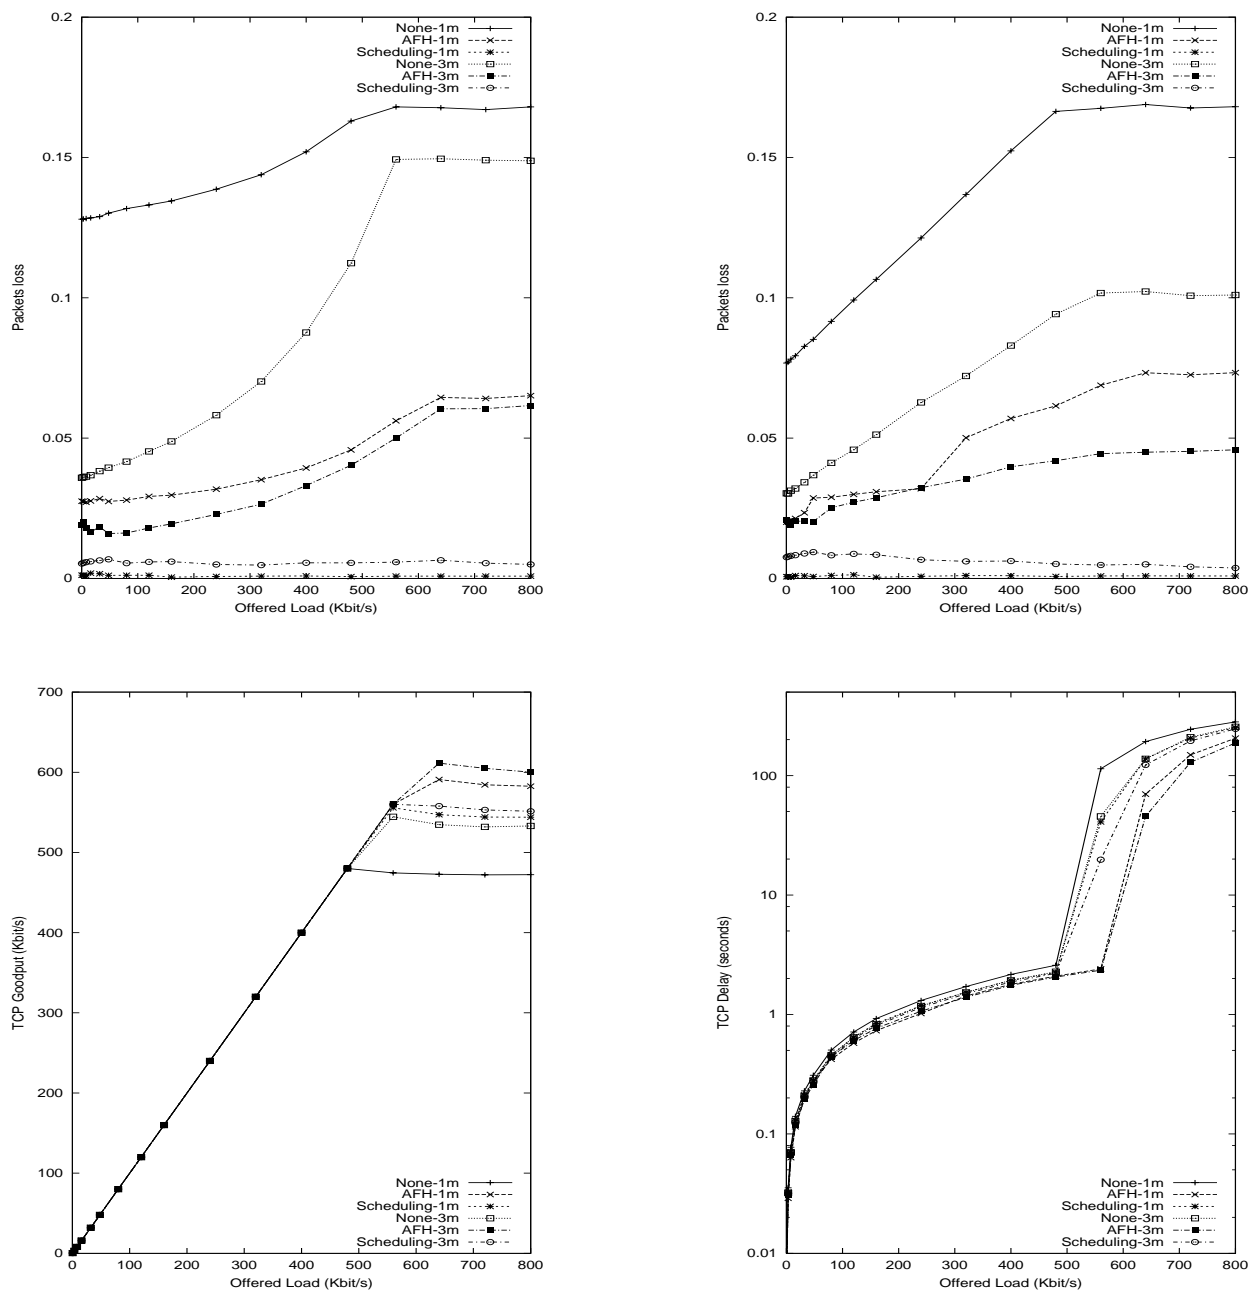 0.2
None-1m
AFH-1m
Scheduling-1m
None-3m
AFH-3m
Scheduling-3m
0.15
0.1
0.05
0
Packets loss
0 100 200 300 400 500 600 700 800
Offered Load (Kbit/s)
0.2
None-1m
AFH-1m
Scheduling-1m
None-3m
AFH-3m
Scheduling-3m
0.15
0.1
0.05
0
Packets loss
0 100 200 300 400 500 600 700 800
Offered Load (Kbit/s)
700
600
500
400
300
200
100
0
TCP Goodput (Kbit/s)
None-1m
AFH-1m
Scheduling-1m
None-3m
AFH-3m
Scheduling-3m
0 100 200 300 400 500 600 700 800
Offered Load (Kbit/s)
100
10
1
0.1
0.01
TCP Delay (seconds)
None-1m
AFH-1m
Scheduling-1m
None-3m
AFH-3m
Scheduling-3m
0 100 200 300 400 500 600 700 800
Offered Load (Kbit/s)